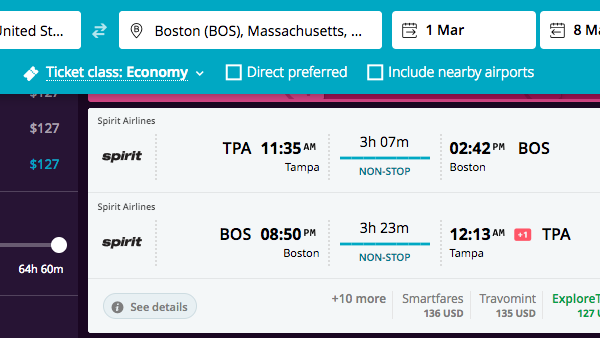 nited St...
Boston (BOS), Massachusetts, ...
1 Mar
8 Ma
Ticket class: Economy
Direct preferred
Include nearby airports
$127
$127
$127
64h 60m
Spirit Airlines
spirit
TPA 11:35 AM
Tampa
3h 07m
NON-STOP
02:42 PM BOS
Boston
Spirit Airlines
spirit
BOS 08:50 PM
Boston
3h 23m
NON-STOP
12:13 AM +1 TPA
Tampa
See details
+10 more
Smartfares
136 USD
Travomint
135 USD
ExploreT
127 U